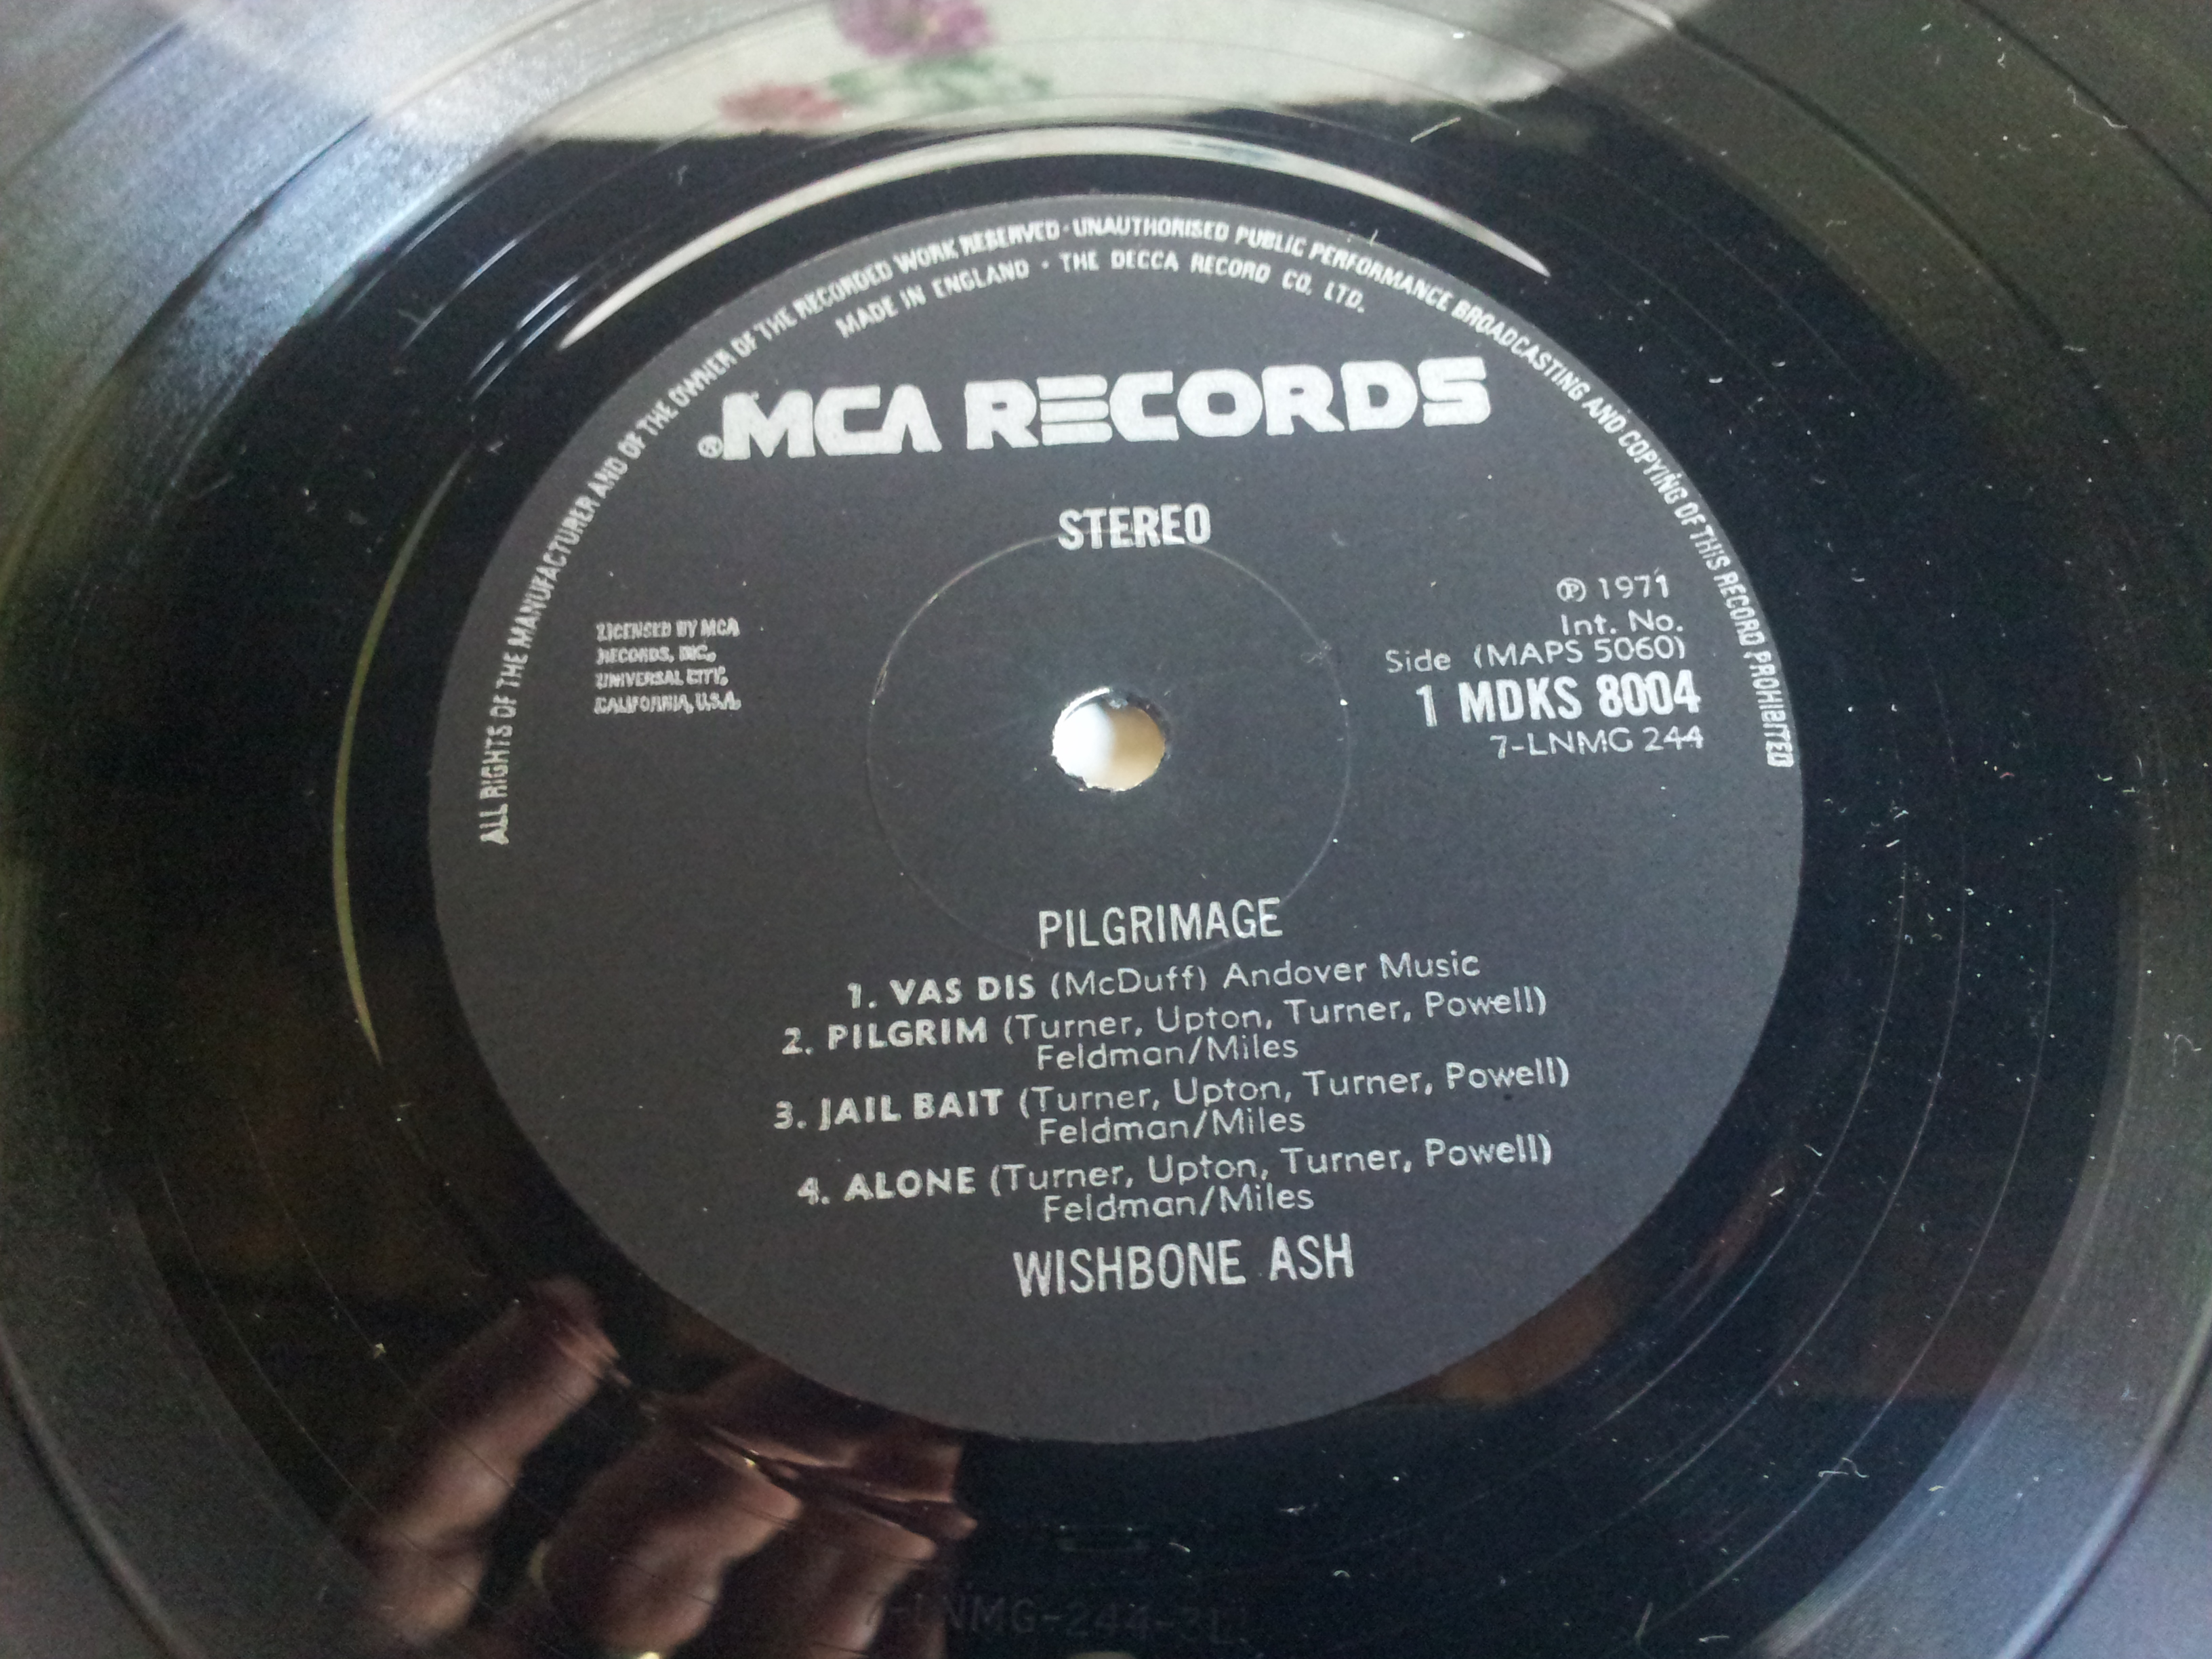 ALL RIGHTS OF THE MANUFACTURER AND OF THE OWNER OF THE RECORDED WORK RESERVED · UNAUTHORISED PUBLIC PERFORMANCE BROADCASTING AND COPYING OF THIS RECORD PROHIBITED
MADE IN ENGLAND · THE DECCA RECORD CO. LTD.
® MCA RECORDS
STEREO
LICENSED BY MCA
RECORDS, INC.,
UNIVERSAL CITY,
CALIFORNIA, U.S.A.
℗ 1971
Int. No.
Side (MAPS 5060)
1 MDKS 8004
7-LNMG 244
PILGRIMAGE
1. VAS DIS (McDuff) Andover Music
2. PILGRIM (Turner, Upton, Turner, Powell)
Feldman/Miles
3. JAIL BAIT (Turner, Upton, Turner, Powell)
Feldman/Miles
4. ALONE (Turner, Upton, Turner, Powell)
Feldman/Miles
WISHBONE ASH
7-LNMG-244-3L